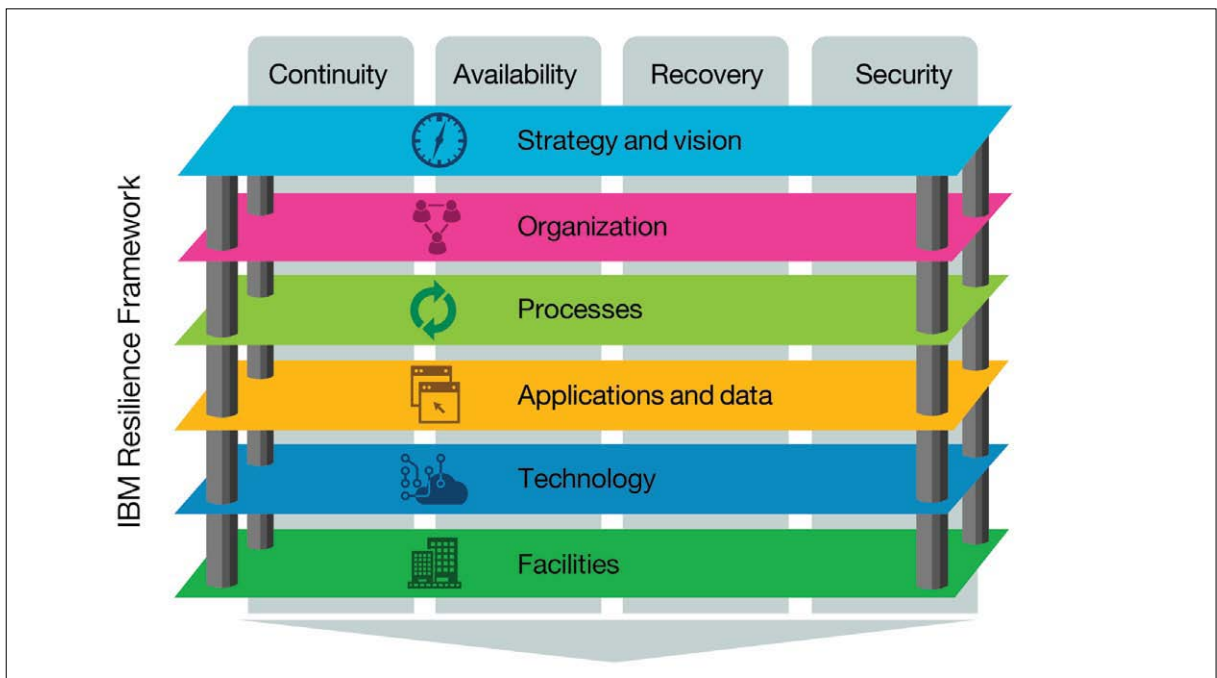 Continuity
Availability
Recovery
Security
IBM Resilience Framework
Strategy and vision
Organization
Processes
Applications and data
Technology
Facilities